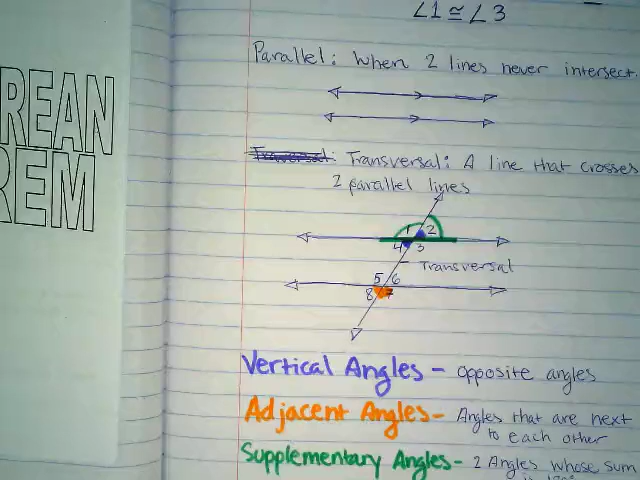 ∠1 ≅ ∠3
REAN
REM
Parallel: When 2 lines never intersect.
Transversal: A line that crosses
2 parallel lines
1 2
4 3
Transversal
5 6
8 7
Vertical Angles - opposite angles
Adjacent Angles - Angles that are next
to each other
Supplementary Angles - 2 Angles whose sum